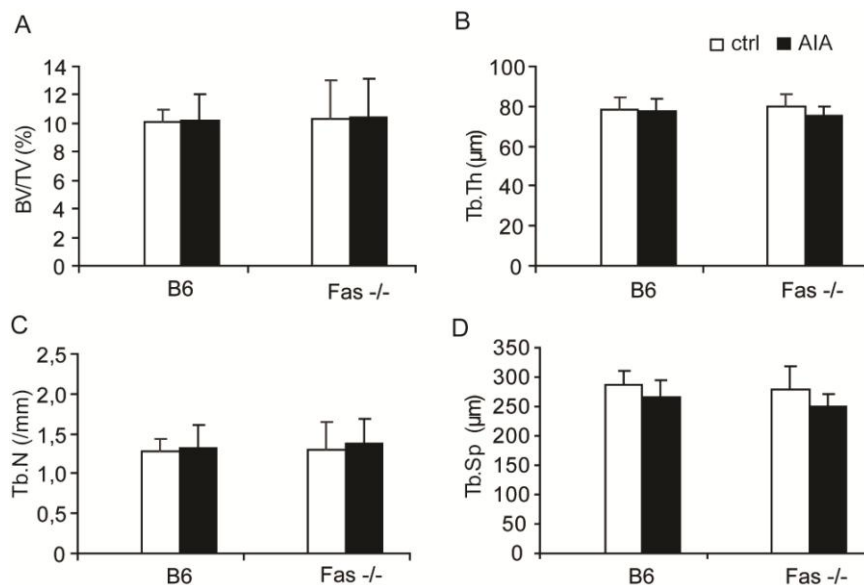 A
BV/TV (%)
14
12
10
8
6
4
2
0
B6 Fas -/-
B
ctrl AIA
Tb.Th (µm)
100
80
60
40
20
0
B6 Fas -/-
C
Tb.N (/mm)
2,5
2,0
1,5
1,0
0,5
0
B6 Fas -/-
D
Tb.Sp (µm)
350
300
250
200
250
100
50
0
B6 Fas -/-